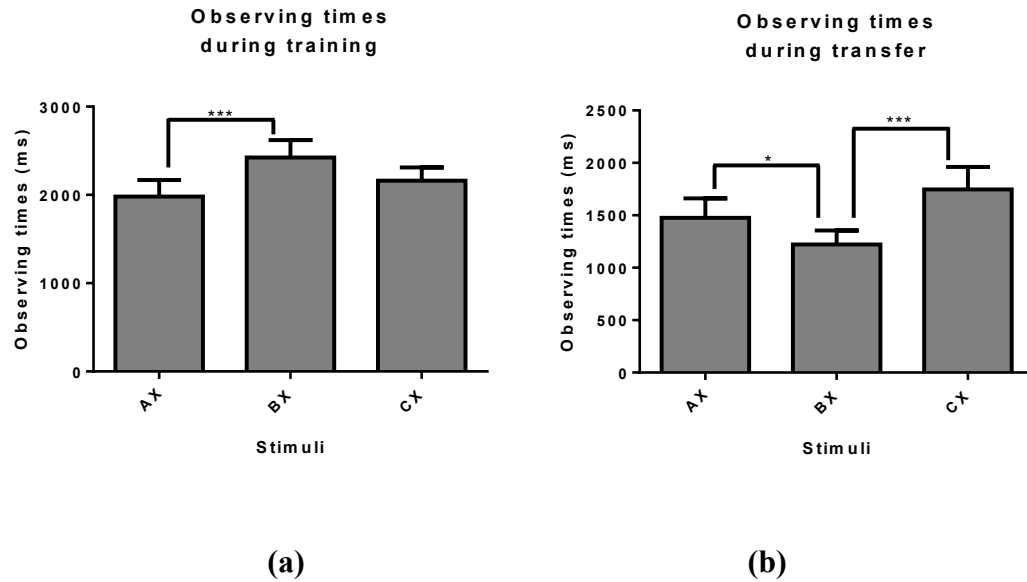 Observing times
during training
***
3000
2000
1000
0
Observing times (ms)
AX
BX
CX
Stimuli
(a)
Observing times
during transfer
*
***
2500
2000
1500
1000
500
0
Observing times (ms)
AX
BX
CX
Stimuli
(b)